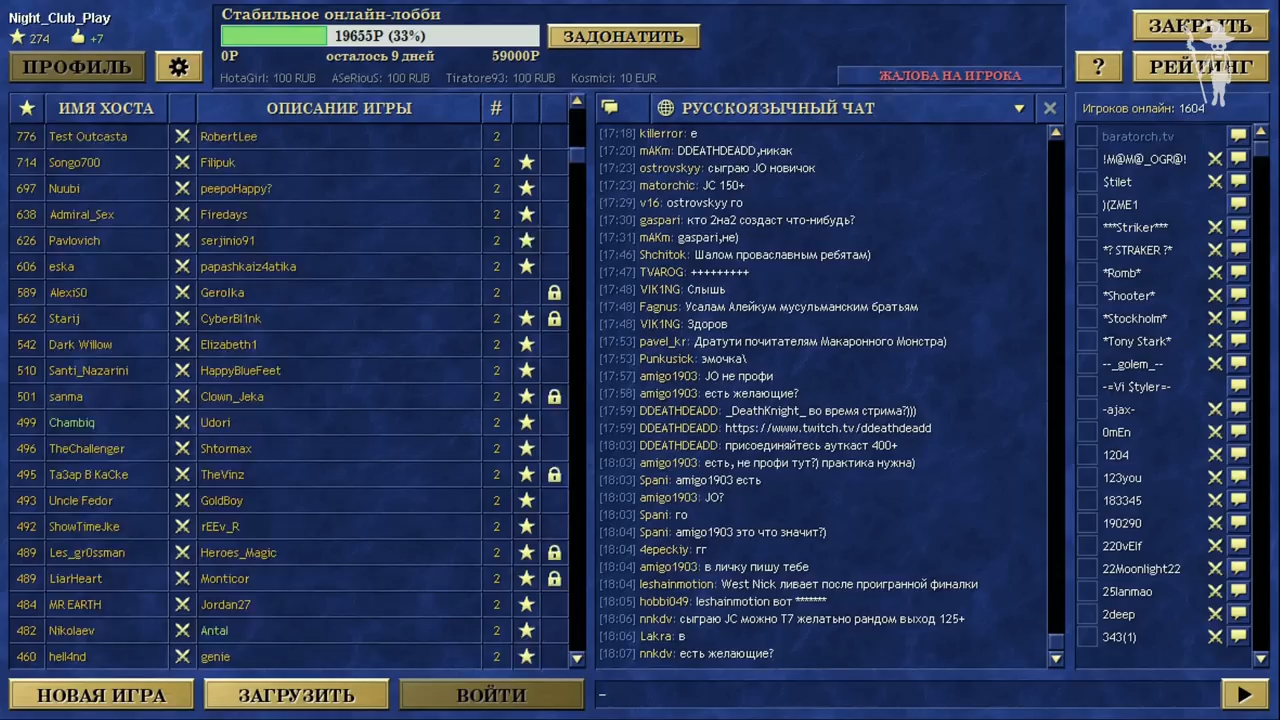 Night_Club_Play
274 +7
ПРОФИЛЬ
Стабильное онлайн-лобби
19655Р (33%)
0Р осталось 9 дней 59000Р
ЗАДОНАТИТЬ
HotaGirl: 100 RUB ASeRiouS: 100 RUB Tiratore93: 100 RUB Kosmici: 10 EUR
ЖАЛОБА НА ИГРОКА
ЗАКРЫТЬ
? РЕЙТИНГ
ИМЯ ХОСТА ОПИСАНИЕ ИГРЫ #
776 Test Outcasta RobertLee 2
714 Songo700 Filipuk 2
697 Nuubi peepoHappy? 2
638 Admiral_Sex Firedays 2
626 Pavlovich serjinio91 2
606 eska papashkaiz4atika 2
589 AlexiS0 Gerolka 2
562 Starij CyberBl1nk 2
542 Dark Willow Elizabeth1 2
510 Santi_Nazarini HappyBlueFeet 2
501 sanma Clown_Jeka 2
499 Chambiq Udori 2
496 TheChallenger Shtormax 2
495 Та3ар В КаСке TheVinz 2
493 Uncle Fedor GoldBoy 2
492 ShowTimeJke rEEv_R 2
489 Les_gr0ssman Heroes_Magic 2
489 LiarHeart Monticor 2
484 MR EARTH Jordan27 2
482 Nikolaev Antal 2
460 hell4nd genie 2
РУССКОЯЗЫЧНЫЙ ЧАТ
[17:18] killerror: е
[17:20] mAKm: DDEATHDEADD,никак
[17:23] ostrovskyy: сыграю JO новичок
[17:23] matorchic: JC 150+
[17:29] v16: ostrovskyy го
[17:30] gaspari: кто 2на2 создаст что-нибудь?
[17:31] mAKm: gaspari,не)
[17:46] Shchitok: Шалом проваславным ребятам)
[17:47] TVAROG: +++++++++
[17:48] VIK1NG: Слышь
[17:48] Fagnus: Усалам Алейкум мусульманским братьям
[17:48] VIK1NG: Здоров
[17:53] pavel_kr: Дратути почитателям Макаронного Монстра)
[17:53] Punkusick: эмочка\
[17:57] amigo1903: JO не профи
[17:58] amigo1903: есть желающие?
[17:59] DDEATHDEADD: _DeathKnight_ во время стрима?)))
[17:59] DDEATHDEADD: https://www.twitch.tv/ddeathdeadd
[18:03] DDEATHDEADD: присоединяйтесь ауткаст 400+
[18:03] amigo1903: есть, не профи тут?) практика нужна)
[18:03] Spani: amigo1903 есть
[18:03] amigo1903: JO?
[18:03] Spani: го
[18:04] Spani: amigo1903 это что значит?)
[18:04] 4epeckiy: гг
[18:04] amigo1903: в личку пишу тебе
[18:04] leshainmotion: West Nick ливает после проигранной финалки
[18:05] hobbi049: leshainmotion вот *******
[18:06] nnkdv: сыграю JC можно Т7 желатьно рандом выход 125+
[18:06] Lakra: в
[18:07] nnkdv: есть желающие?
Игроков онлайн: 1604
baratorch.tv
!M@M@_OGR@!
$tilet
)(ZME1
***Striker***
*? STRAKER ?*
*Romb*
*Shooter*
*Stockholm*
*Tony Stark*
--_golem_--
-=Vi $tyler=-
-ajax-
0mEn
1204
123you
183345
190290
220vElf
22Moonlight22
25lanmao
2deep
343(1)
НОВАЯ ИГРА ЗАГРУЗИТЬ ВОЙТИ